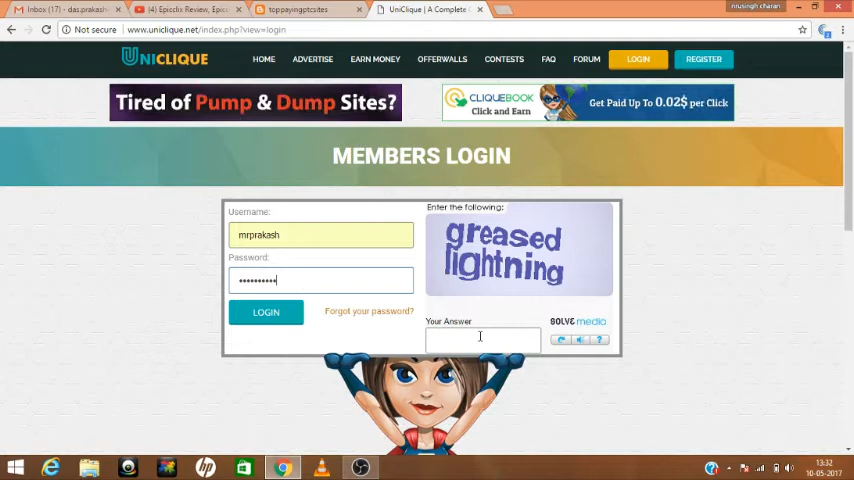 nrusingh charan
Inbox (17) - das.prakash
(4) Epicclix Review, Epicc
toppayingptcsites
UniClique | A Complete
Not secure
www.uniclique.net/index.php?view=login
UNICLIQUE
HOME
ADVERTISE
EARN MONEY
OFFERWALLS
CONTESTS
FAQ
FORUM
LOGIN
REGISTER
Tired of Pump & Dump Sites?
CLIQUEBOOK
Click and Earn
Get Paid Up To 0.02$ per Click
MEMBERS LOGIN
Username:
mrprakash
Password:
••••••••••
LOGIN
Forgot your password?
Enter the following:
greased
lightning
Your Answer
SOLVE media
?
13:32
10-05-2017